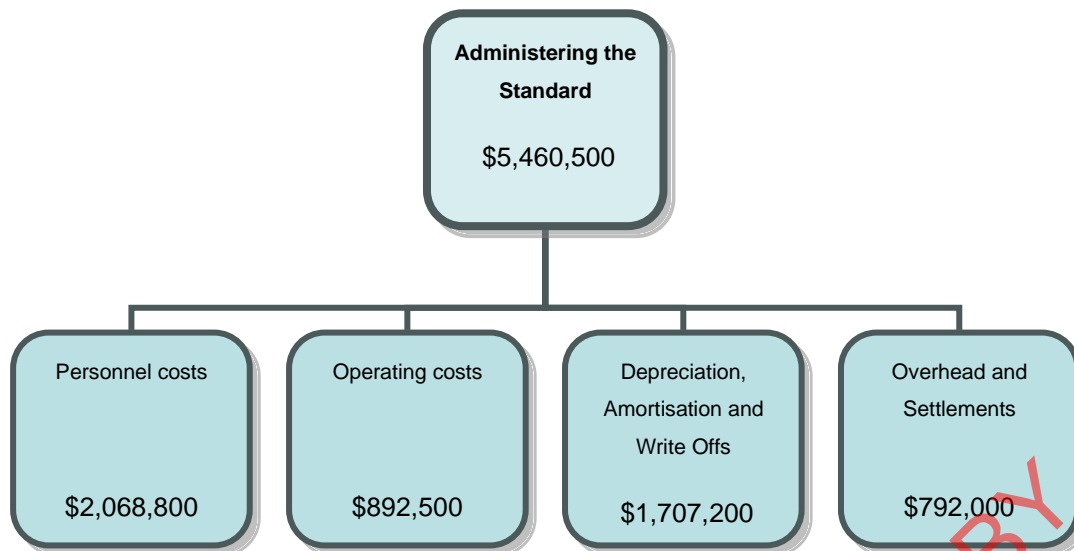 Administering the
Standard
$5,460,500
Personnel costs
$2,068,800
Operating costs
$892,500
Depreciation,
Amortisation and
Write Offs
$1,707,200
Overhead and
Settlements
$792,000
BY